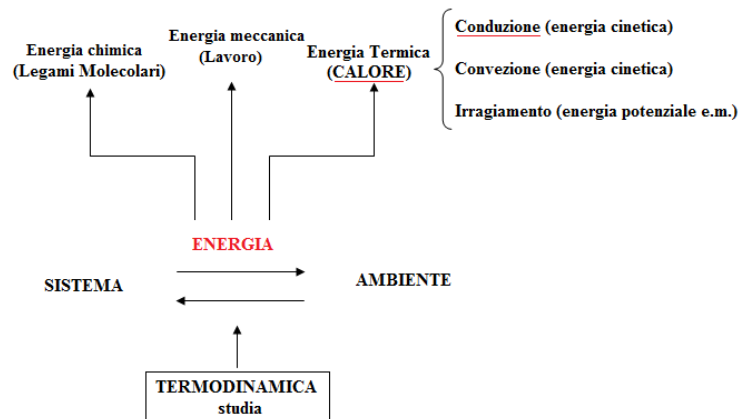 Energia chimica
(Legami Molecolari)
Energia meccanica
(Lavoro)
Energia Termica
(CALORE)
Conduzione (energia cinetica)
Convezione (energia cinetica)
Irragiamento (energia potenziale e.m.)
ENERGIA
SISTEMA
AMBIENTE
TERMODINAMICA
studia